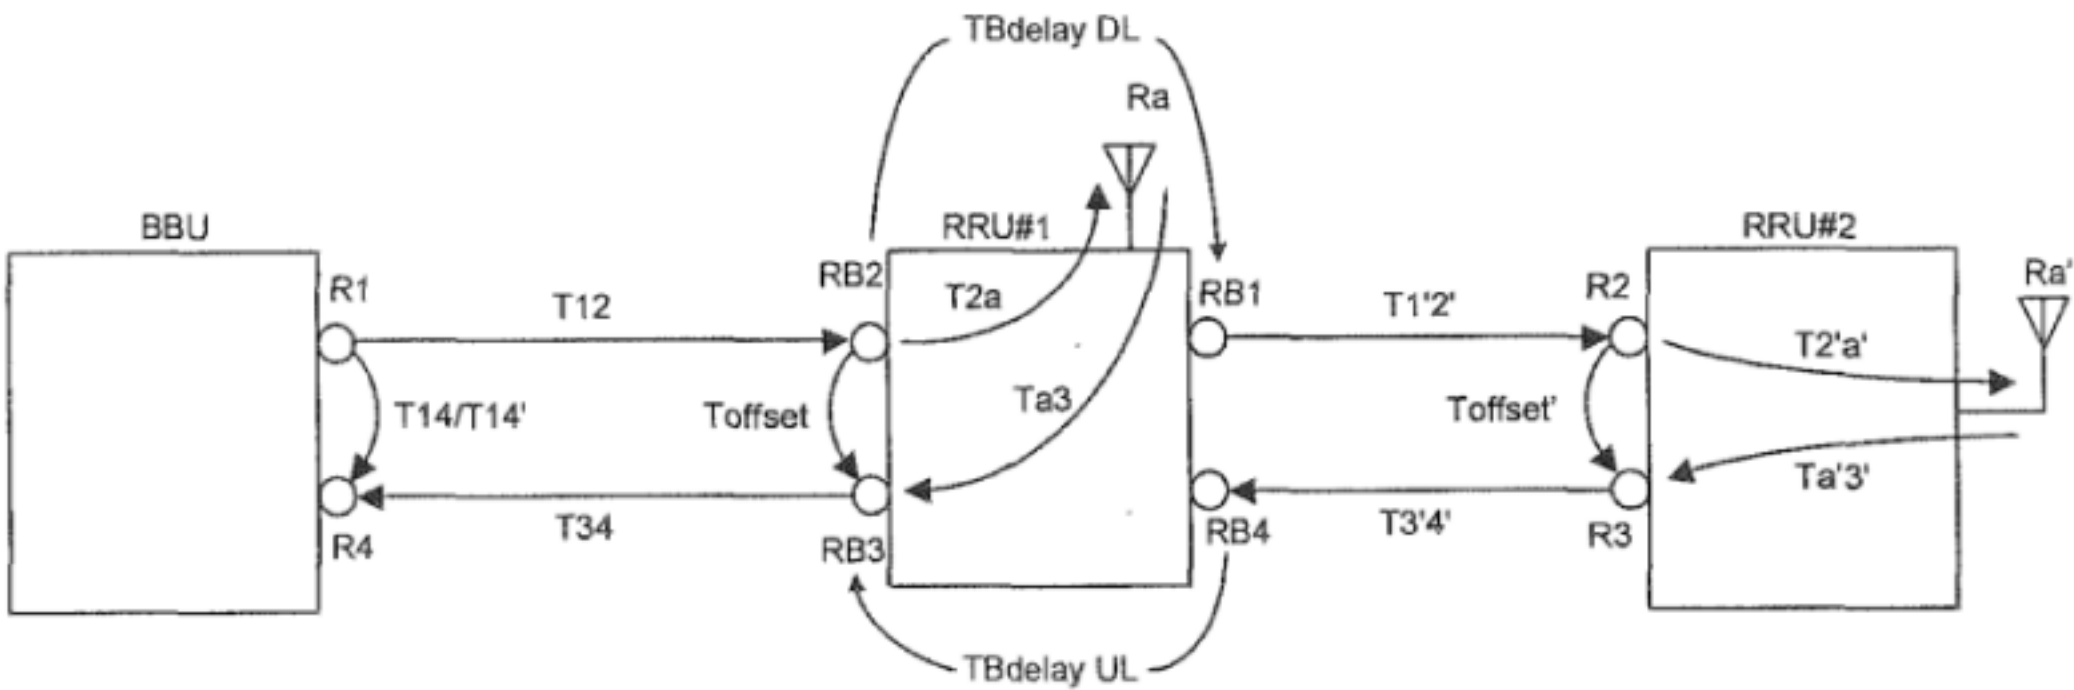 TBdelay DL
Ra
BBU
RRU#1
RRU#2
R1
T12
RB2
T2a
RB1
T1'2'
R2
Ra'
T2'a'
T14/T14'
Toffset
Ta3
Toffset'
Ta'3'
R4
T34
RB3
RB4
T3'4'
R3
TBdelay UL